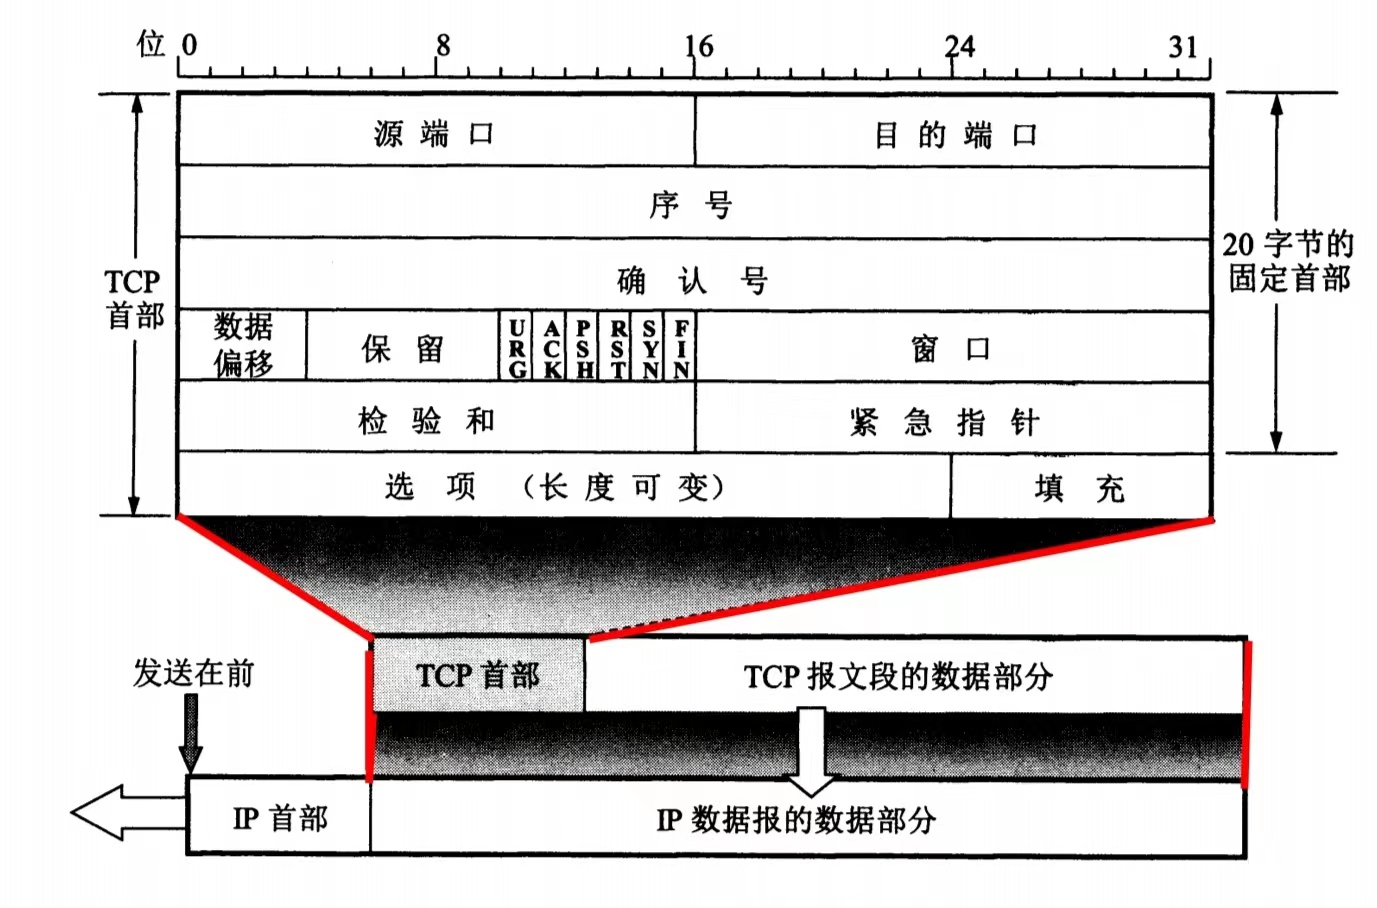 位 0 8 16 24 31
源端口 目的端口
序号
确认号
TCP
首部
20 字节的
固定首部
数据
偏移
保留
URG
ACK
PSH
RST
SYN
FIN
窗口
检验和 紧急指针
选项（长度可变） 填充
TCP 首部 TCP 报文段的数据部分
发送在前
IP 首部 IP 数据报的数据部分